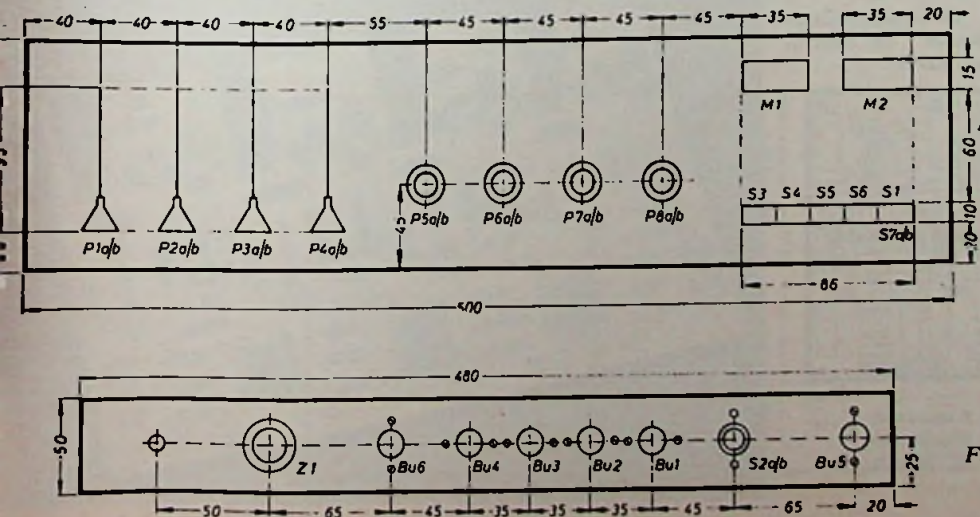 40 40 40 40 55 45 45 45 45 35 35 20
15
M1 M2
60
S3 S4 S5 S6 S1
P5a/b P6a/b P7a/b P8a/b
45
10
P1a/b P2a/b P3a/b P4a/b
S7a/b
20
86
500
480
50
Z1 Bu6 Bu4 Bu3 Bu2 Bu1 S2a/b Bu5
25
F
50 65 45 35 35 35 45 65 20